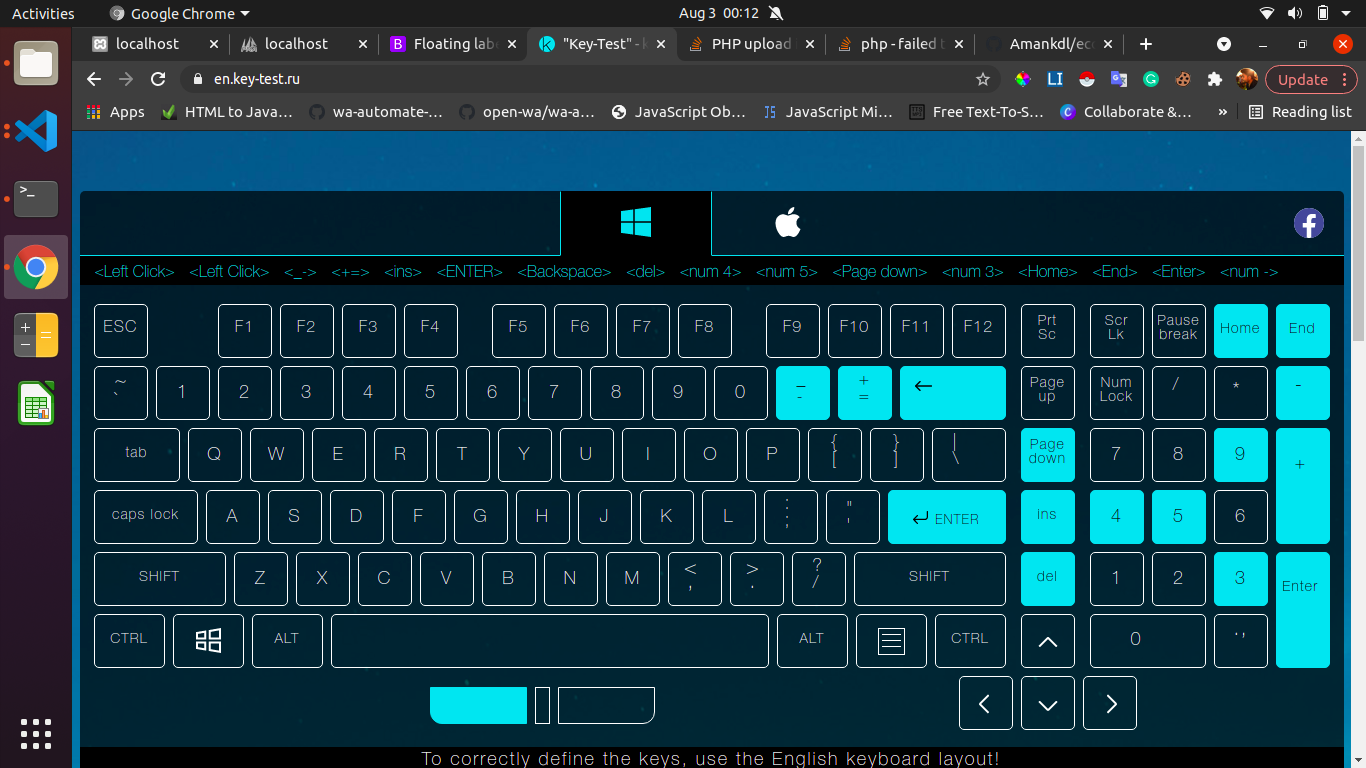 Activities Google Chrome Aug 3 00:12
localhost localhost Floating lab "Key-Test" - k PHP upload php - failed t Amankdl/ecc
en.key-test.ru Update
Apps HTML to Java... wa-automate-... open-wa/wa-a... JavaScript Ob... JavaScript Mi... Free Text-To-S... Collaborate &... » Reading list
<Left Click> <Left Click> <_-> <+=> <ins> <ENTER> <Backspace> <del> <num 4> <num 5> <Page down> <num 3> <Home> <End> <Enter> <num ->
ESC F1 F2 F3 F4 F5 F6 F7 F8 F9 F10 F11 F12 Prt Sc Scr Lk Pause break Home End
~ ` 1 2 3 4 5 6 7 8 9 0 _ - + = ← Page up Num Lock / * -
tab Q W E R T Y U I O P { [ } ] | \ Page down 7 8 9 +
caps lock A S D F G H J K L : ; " ' ↵ ENTER ins 4 5 6
SHIFT Z X C V B N M < , > . ? / SHIFT del 1 2 3 Enter
CTRL ALT ALT CTRL 0 ' '
To correctly define the keys, use the English keyboard layout!